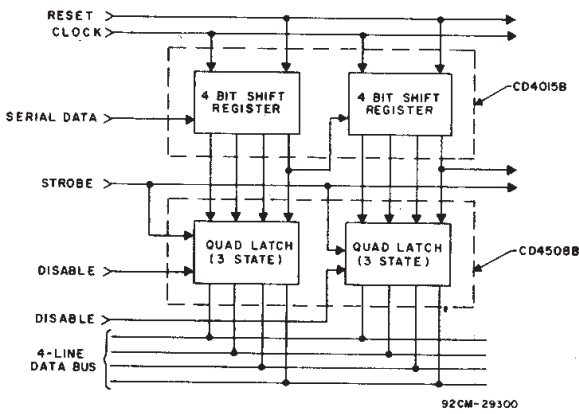 RESET
CLOCK
CD4015B
4 BIT SHIFT
REGISTER
4 BIT SHIFT
REGISTER
SERIAL DATA
STROBE
QUAD LATCH
(3 STATE)
QUAD LATCH
(3 STATE)
CD4508B
DISABLE
DISABLE
4-LINE
DATA BUS
92CM-29300